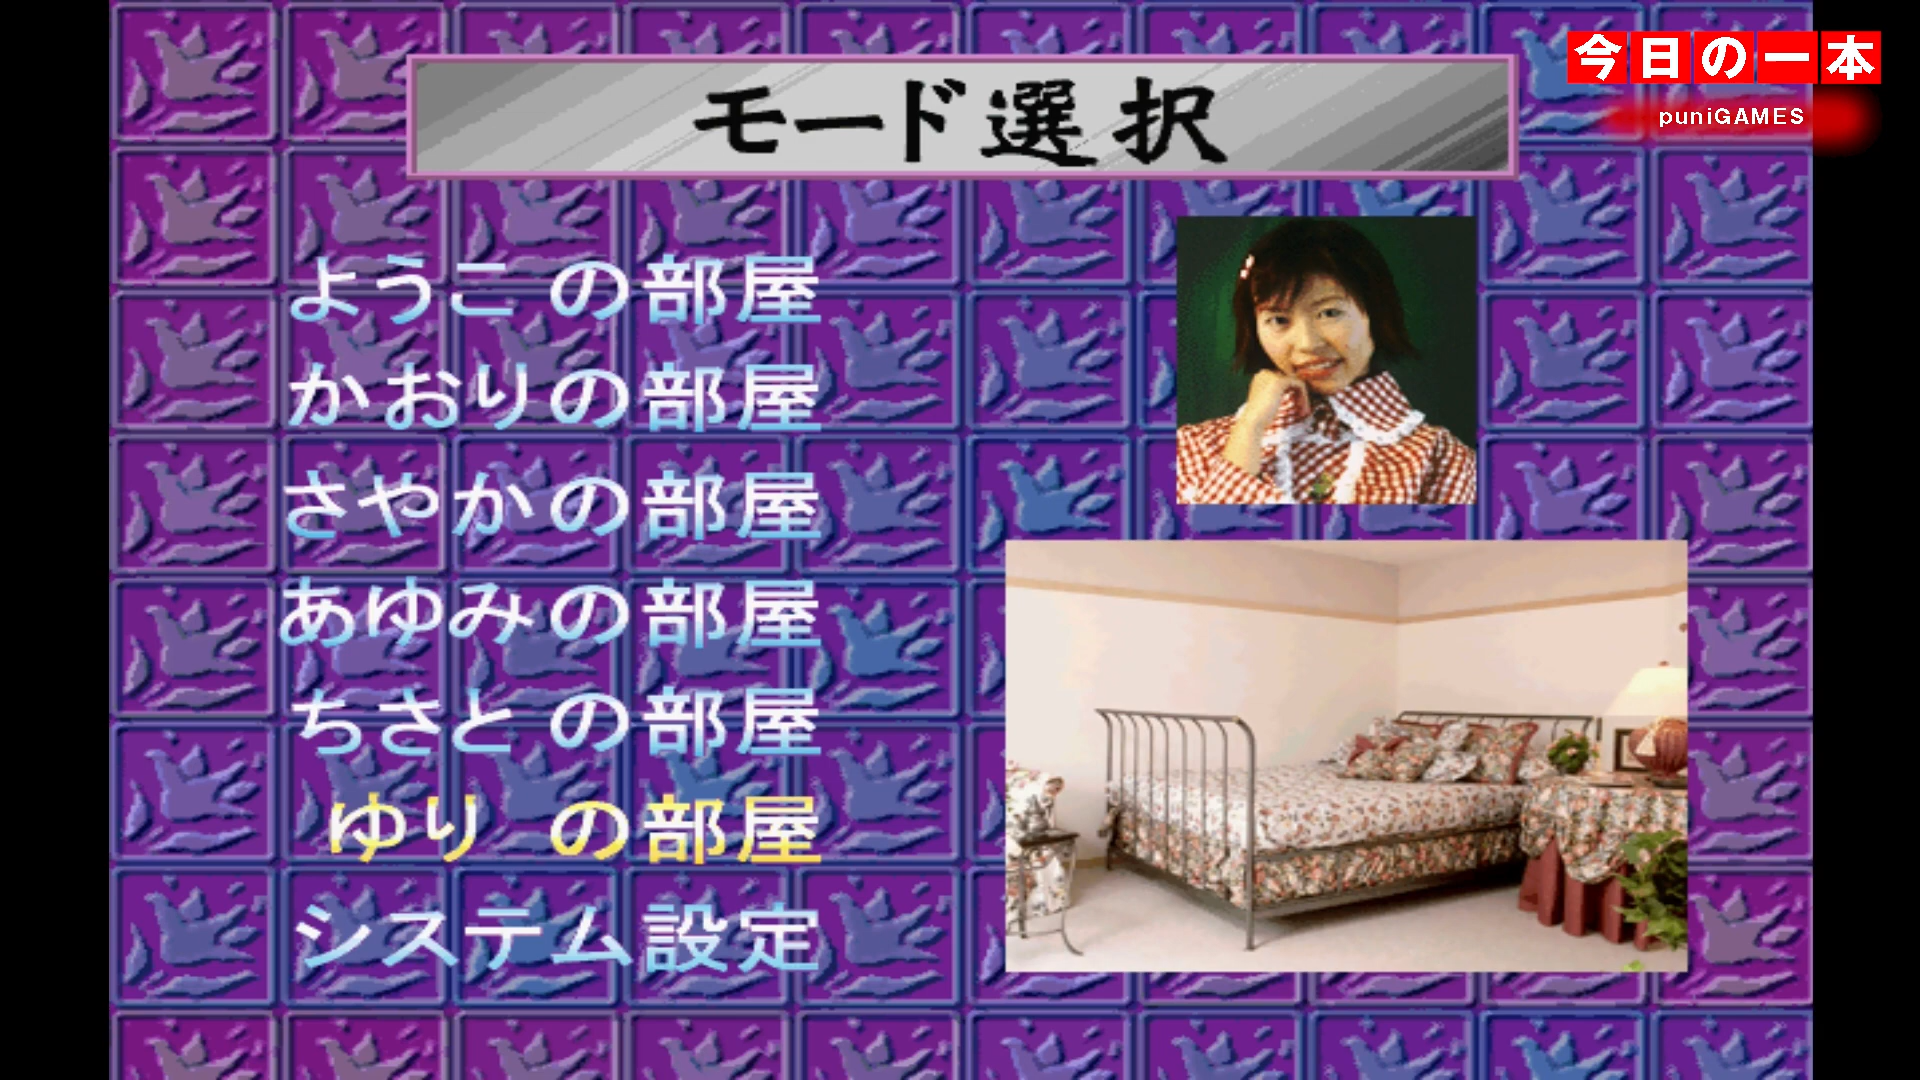 今日の一本
puniGAMES
モード選択
ようこの部屋
かおりの部屋
さやかの部屋
あゆみの部屋
ちさとの部屋
ゆりの部屋
システム設定